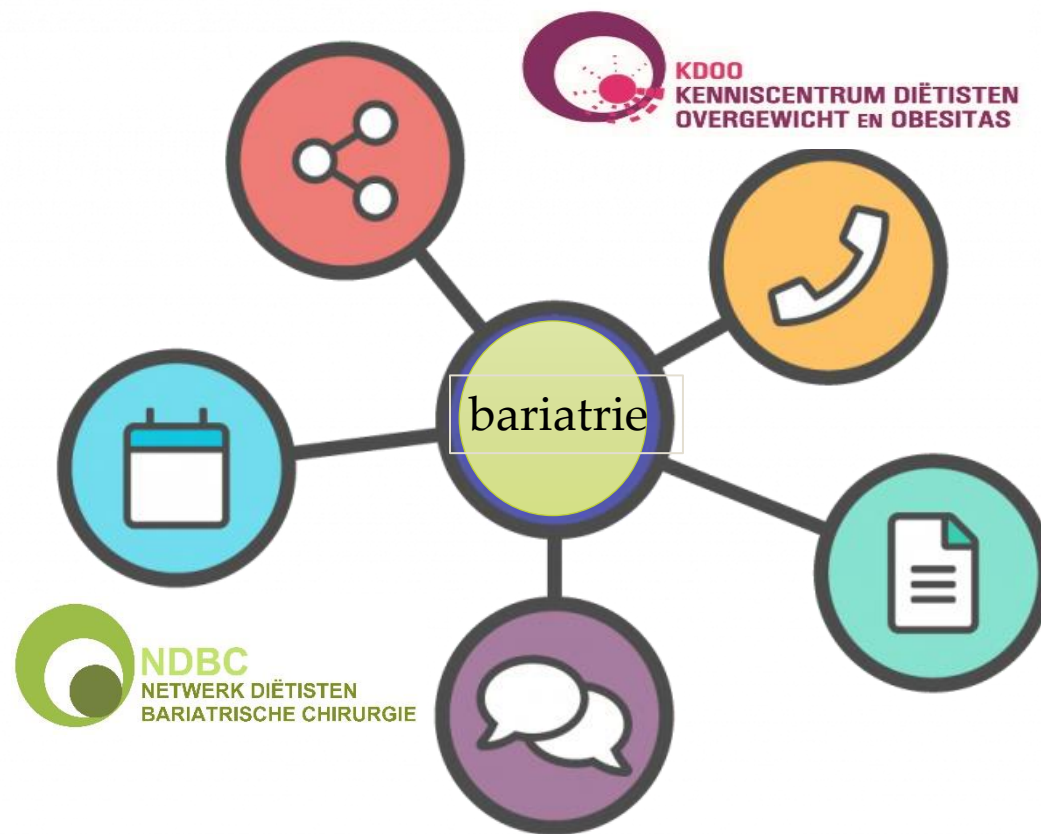 KDOO
KENNISCENTRUM DIËTISTEN
OVERGEWICHT EN OBESITAS
bariatrie
NDBC
NETWERK DIËTISTEN
BARIATRISCHE CHIRURGIE